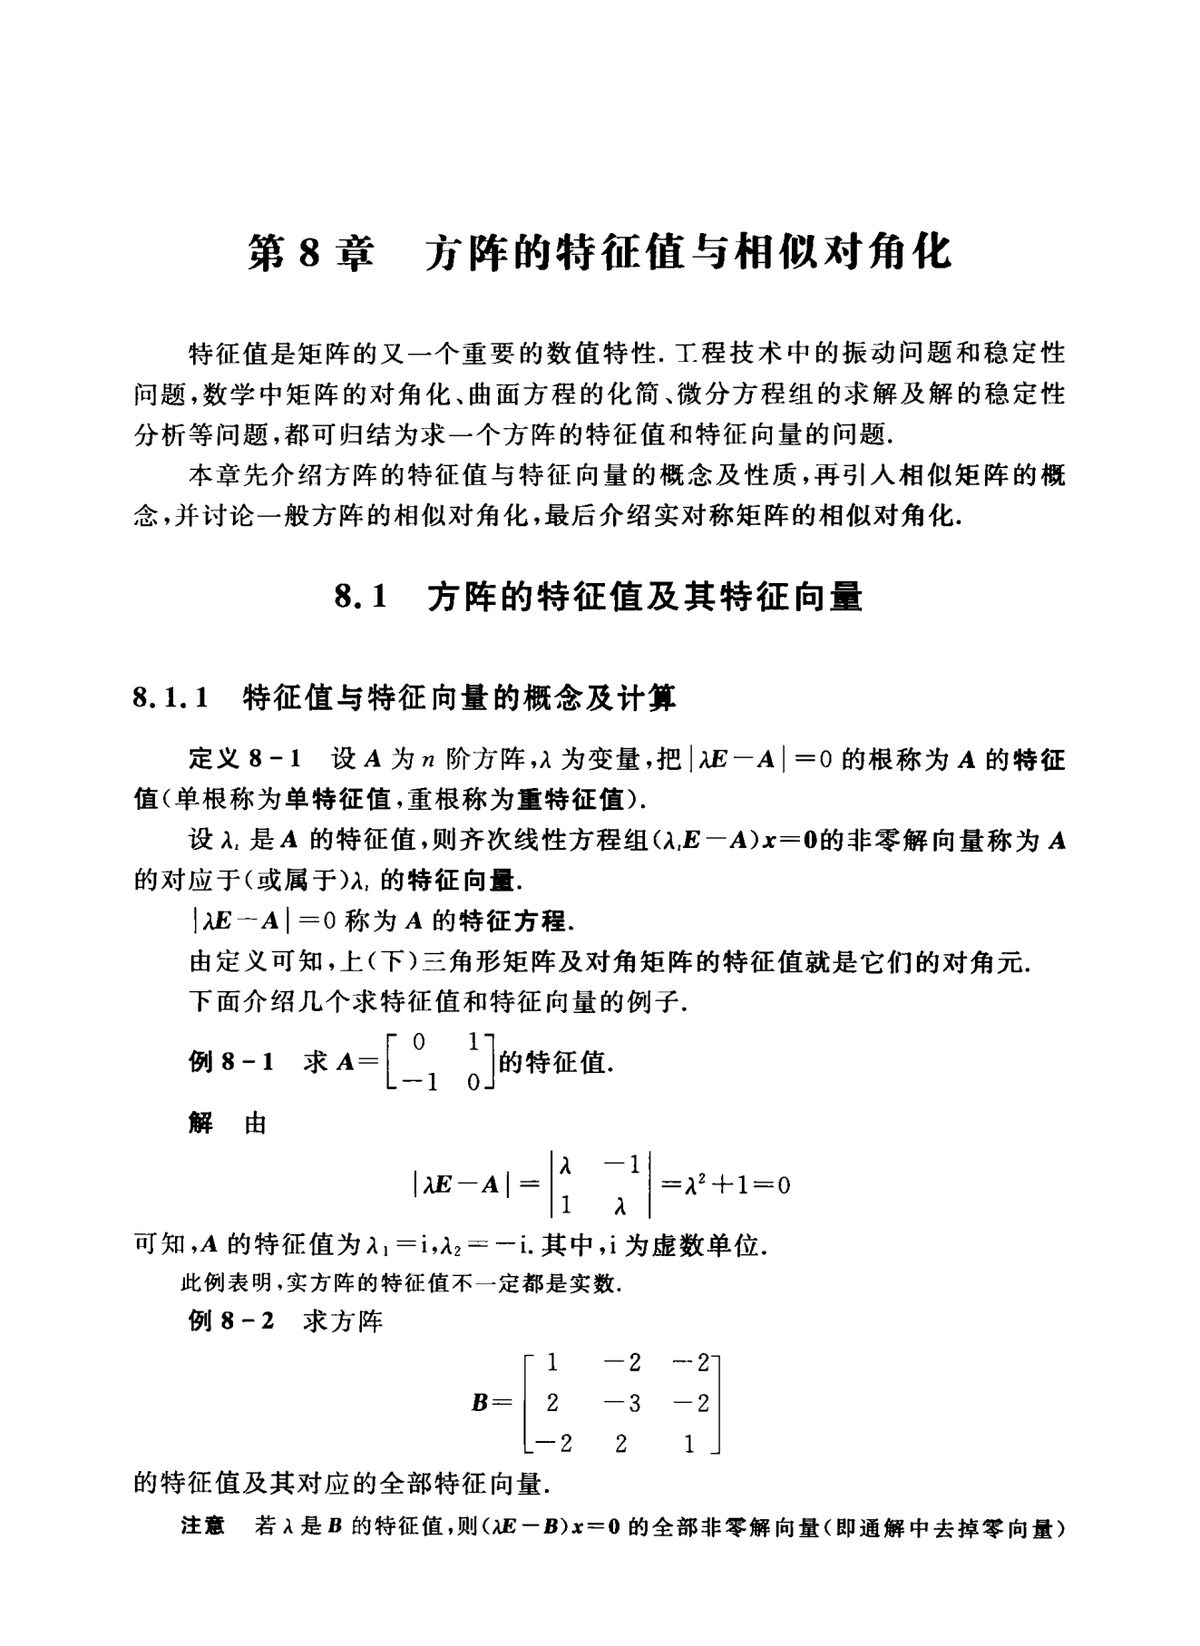 第 8 章　方阵的特征值与相似对角化
特征值是矩阵的又一个重要的数值特性. 工程技术中的振动问题和稳定性
问题,数学中矩阵的对角化、曲面方程的化简、微分方程组的求解及解的稳定性
分析等问题,都可归结为求一个方阵的特征值和特征向量的问题.
本章先介绍方阵的特征值与特征向量的概念及性质,再引入相似矩阵的概
念,并讨论一般方阵的相似对角化,最后介绍实对称矩阵的相似对角化.
8.1　方阵的特征值及其特征向量
8.1.1　特征值与特征向量的概念及计算
定义 8-1　设 A 为 n 阶方阵,λ 为变量,把|λE-A|=0 的根称为 A 的特征
值(单根称为单特征值,重根称为重特征值).
设 λᵢ 是 A 的特征值,则齐次线性方程组(λᵢE-A)x=0的非零解向量称为 A
的对应于(或属于)λᵢ 的特征向量.
|λE-A|=0 称为 A 的特征方程.
由定义可知,上(下)三角形矩阵及对角矩阵的特征值就是它们的对角元.
下面介绍几个求特征值和特征向量的例子.
例 8-1　求 A=[0 1; -1 0]的特征值.
解　由
|λE-A|=|λ -1; 1 λ|=λ²+1=0
可知,A 的特征值为 λ₁=i,λ₂=-i. 其中,i 为虚数单位.
此例表明,实方阵的特征值不一定都是实数.
例 8-2　求方阵
B=[1 -2 -2; 2 -3 -2; -2 2 1]
的特征值及其对应的全部特征向量.
注意　若 λ 是 B 的特征值,则(λE-B)x=0 的全部非零解向量(即通解中去掉零向量)